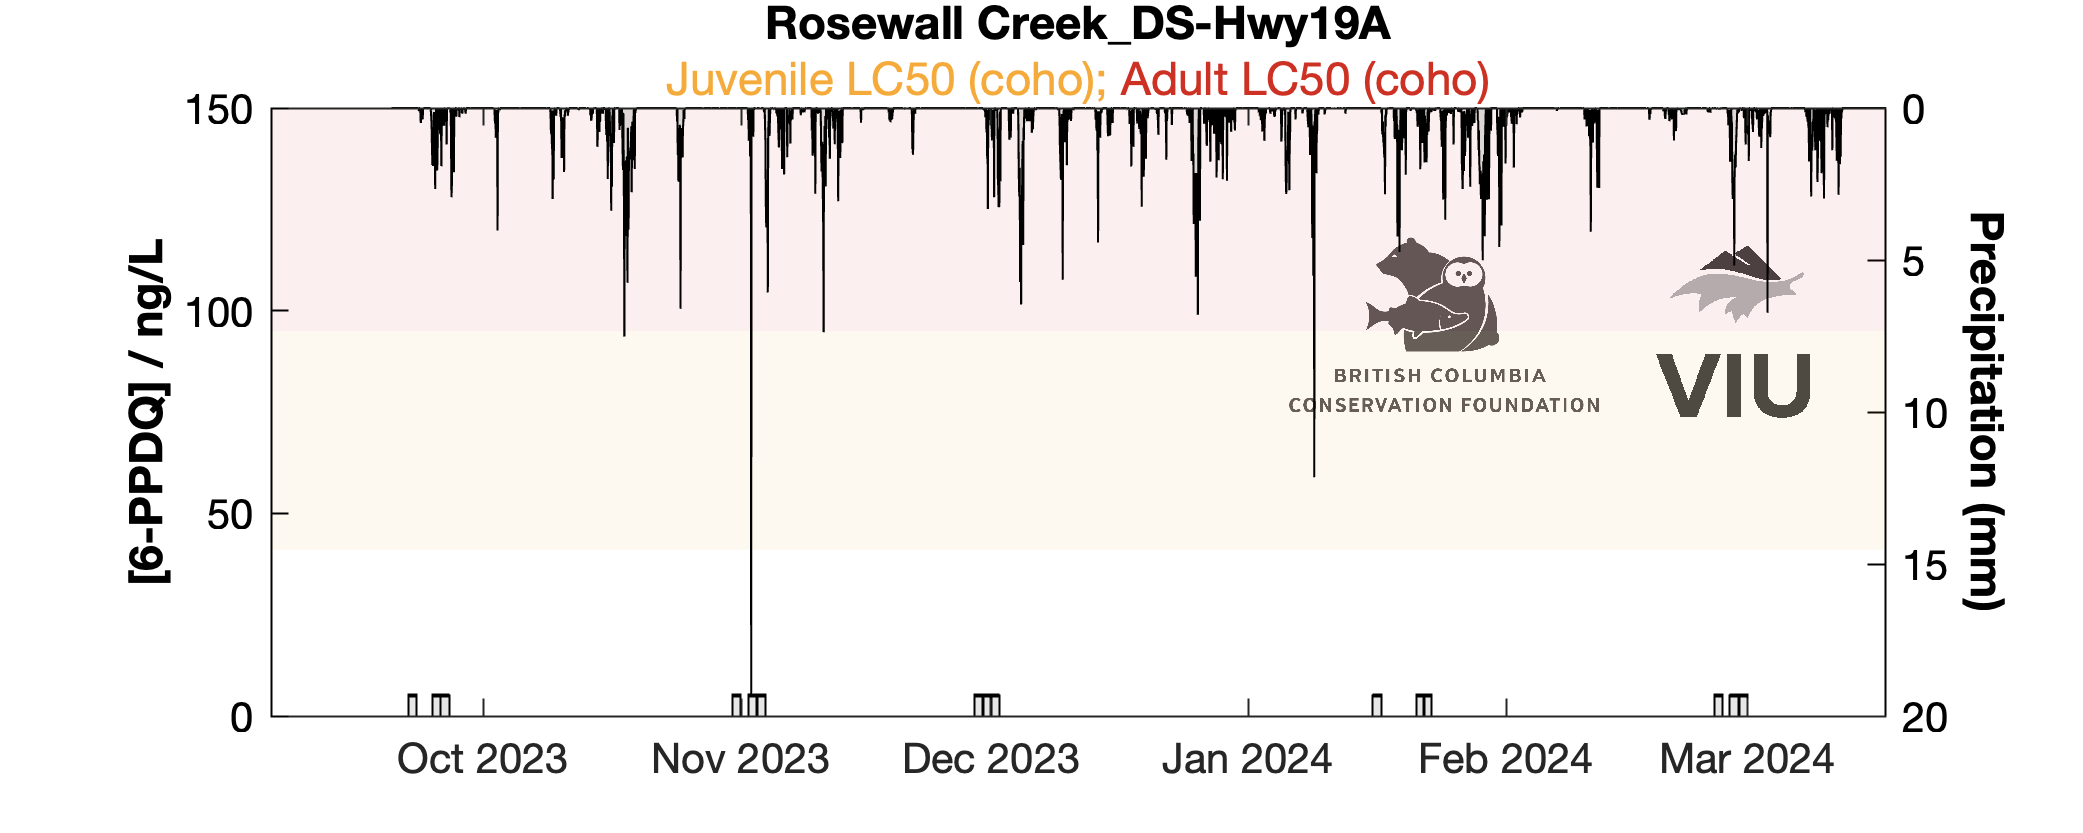 Rosewall Creek_DS-Hwy19A
Juvenile LC50 (coho); Adult LC50 (coho)
150
100
50
0
[6-PPDQ] / ng/L
0
5
10
15
20
Precipitation (mm)
BRITISH COLUMBIA
CONSERVATION FOUNDATION
VIU
Oct 2023 Nov 2023 Dec 2023 Jan 2024 Feb 2024 Mar 2024